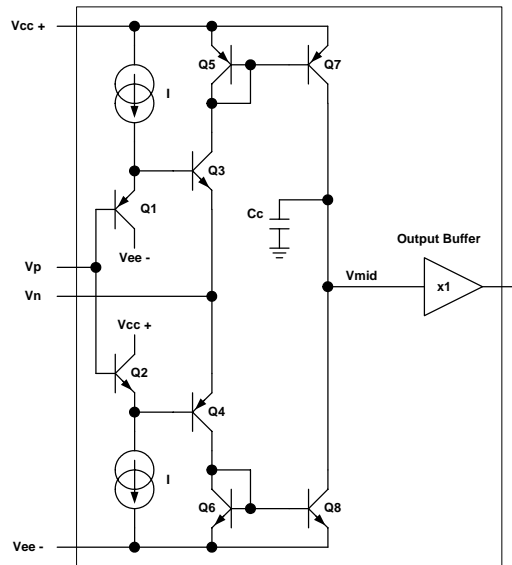 Vcc +
Q5
Q7
I
Q3
Q1
Cc
Vee -
Output Buffer
Vp
Vmid
x1
Vn
Vcc +
Q2
Q4
I
Q6
Q8
Vee -